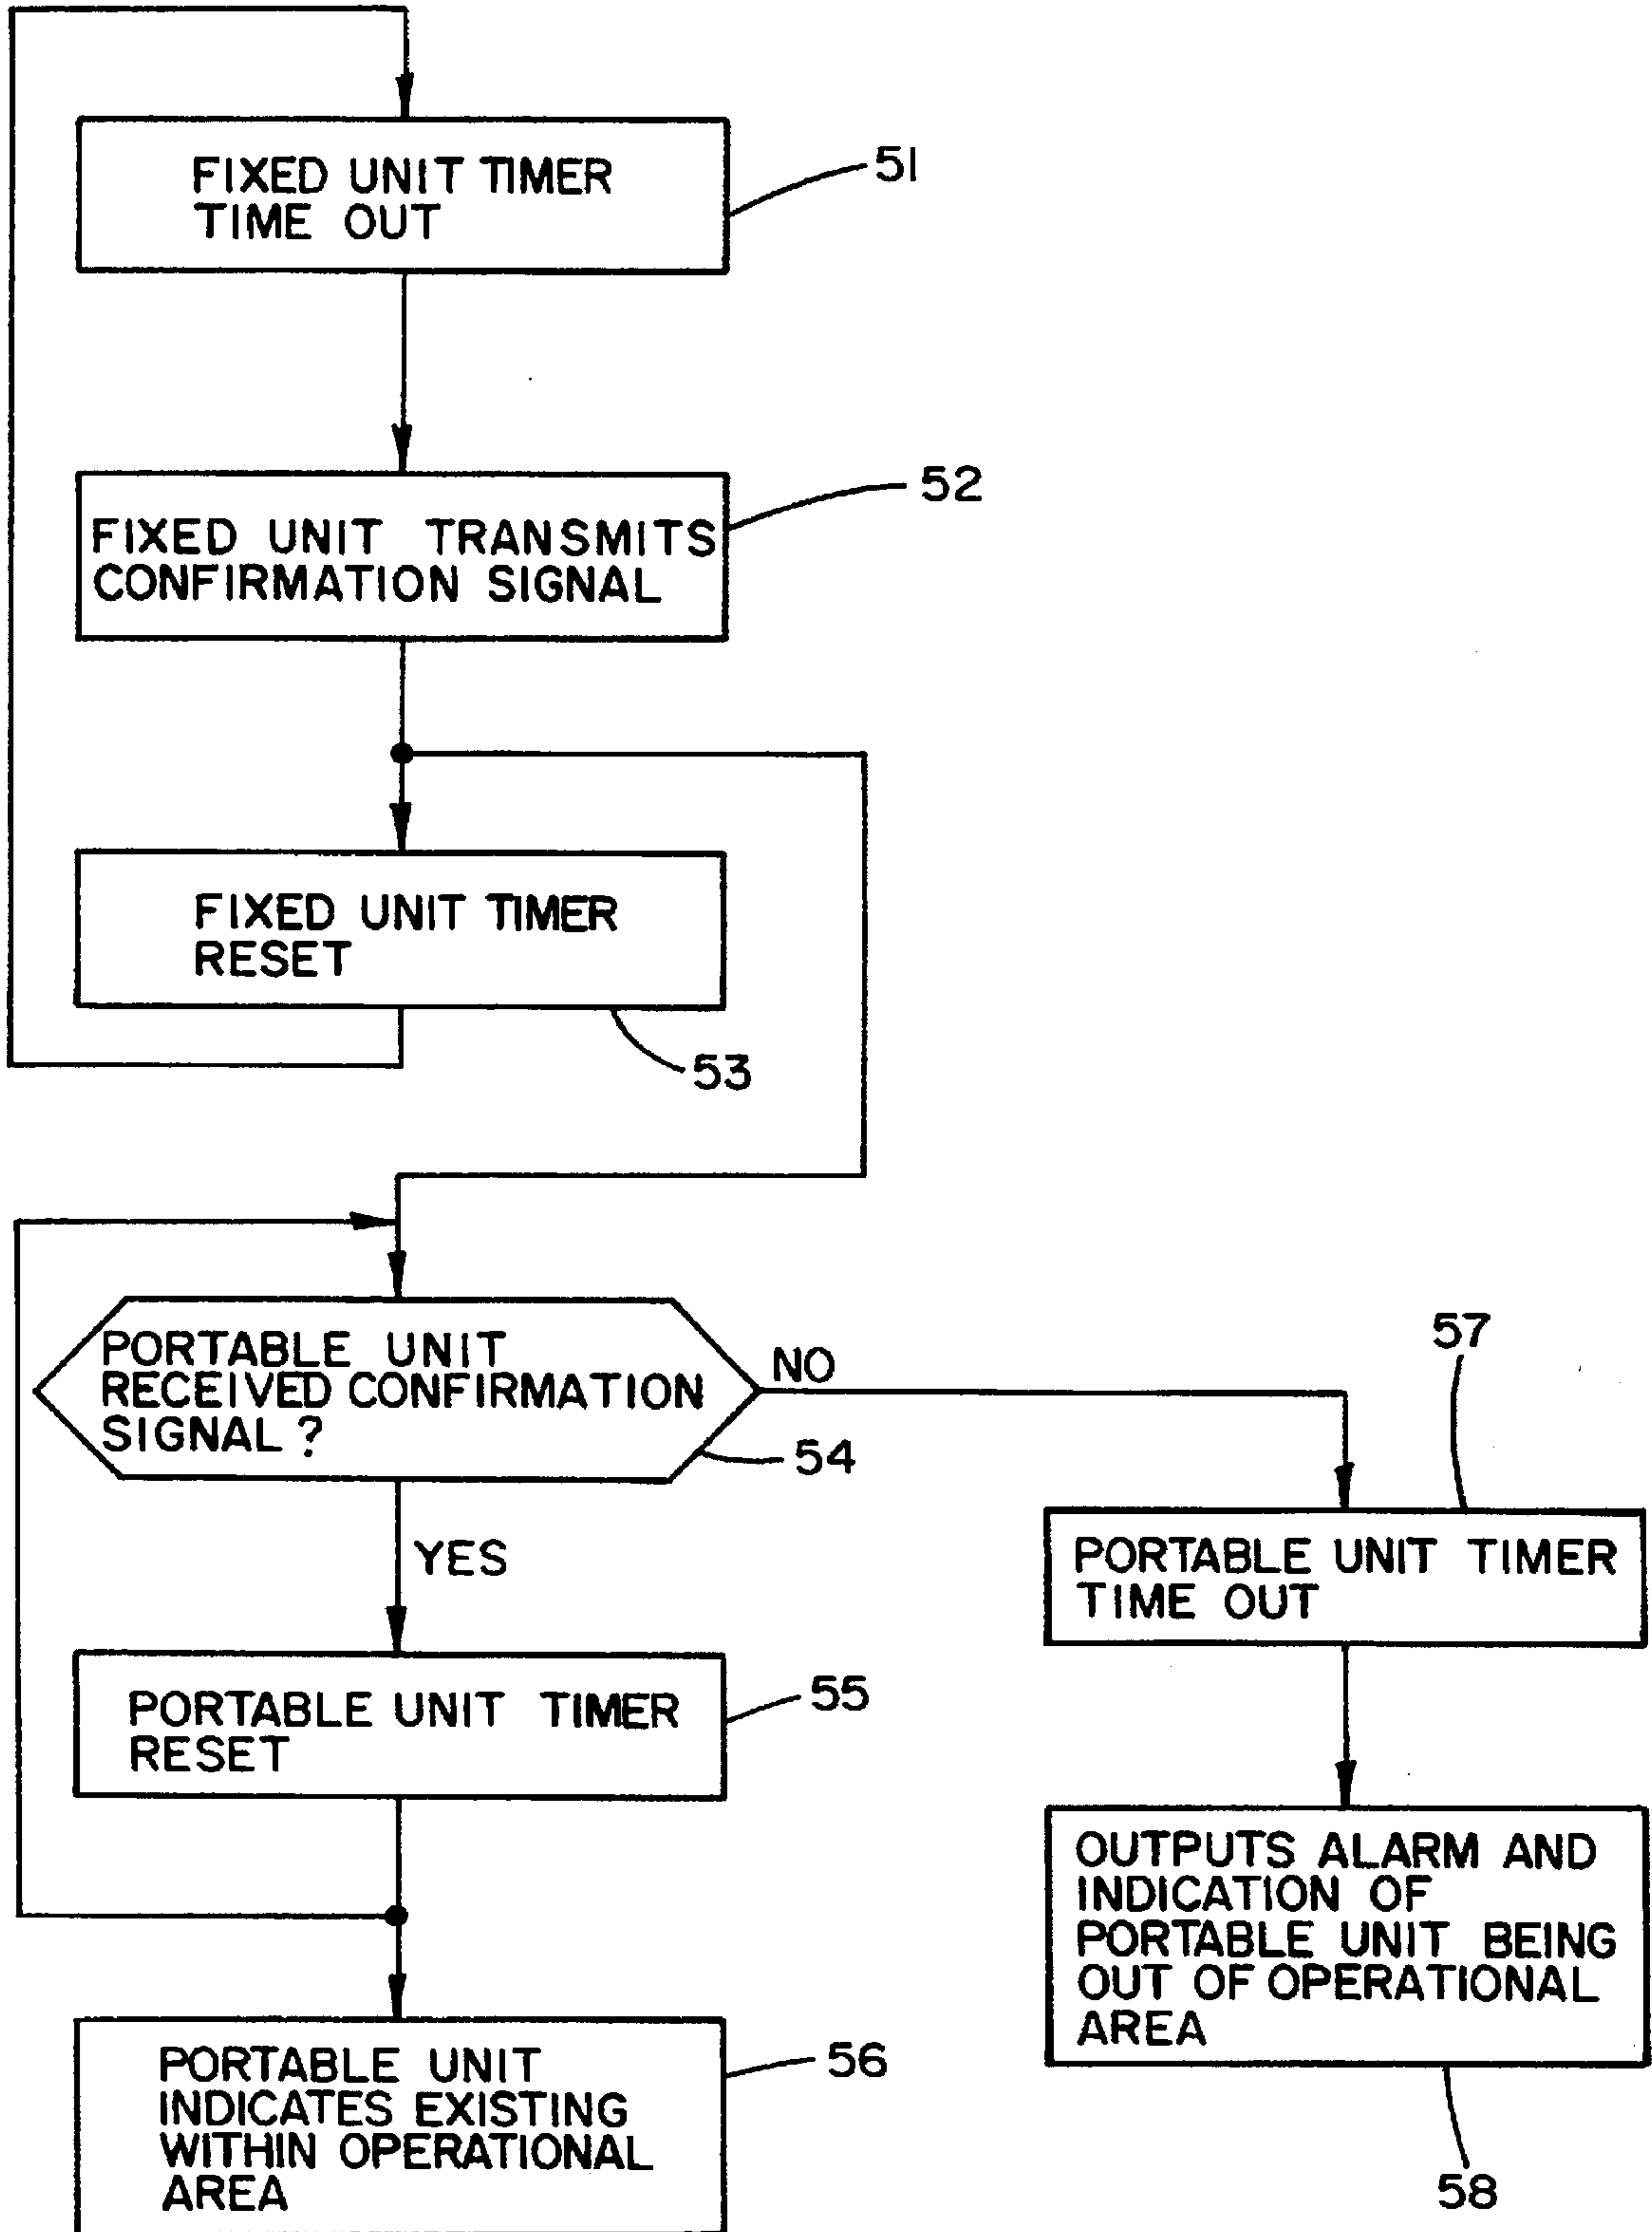 FIXED UNIT TIMER
TIME OUT
51
FIXED UNIT TRANSMITS
CONFIRMATION SIGNAL
52
FIXED UNIT TIMER
RESET
53
PORTABLE UNIT
RECEIVED CONFIRMATION
SIGNAL?
54
NO
YES
PORTABLE UNIT TIMER
RESET
55
PORTABLE UNIT
INDICATES EXISTING
WITHIN OPERATIONAL
AREA
56
57
PORTABLE UNIT TIMER
TIME OUT
OUTPUTS ALARM AND
INDICATION OF
PORTABLE UNIT BEING
OUT OF OPERATIONAL
AREA
58